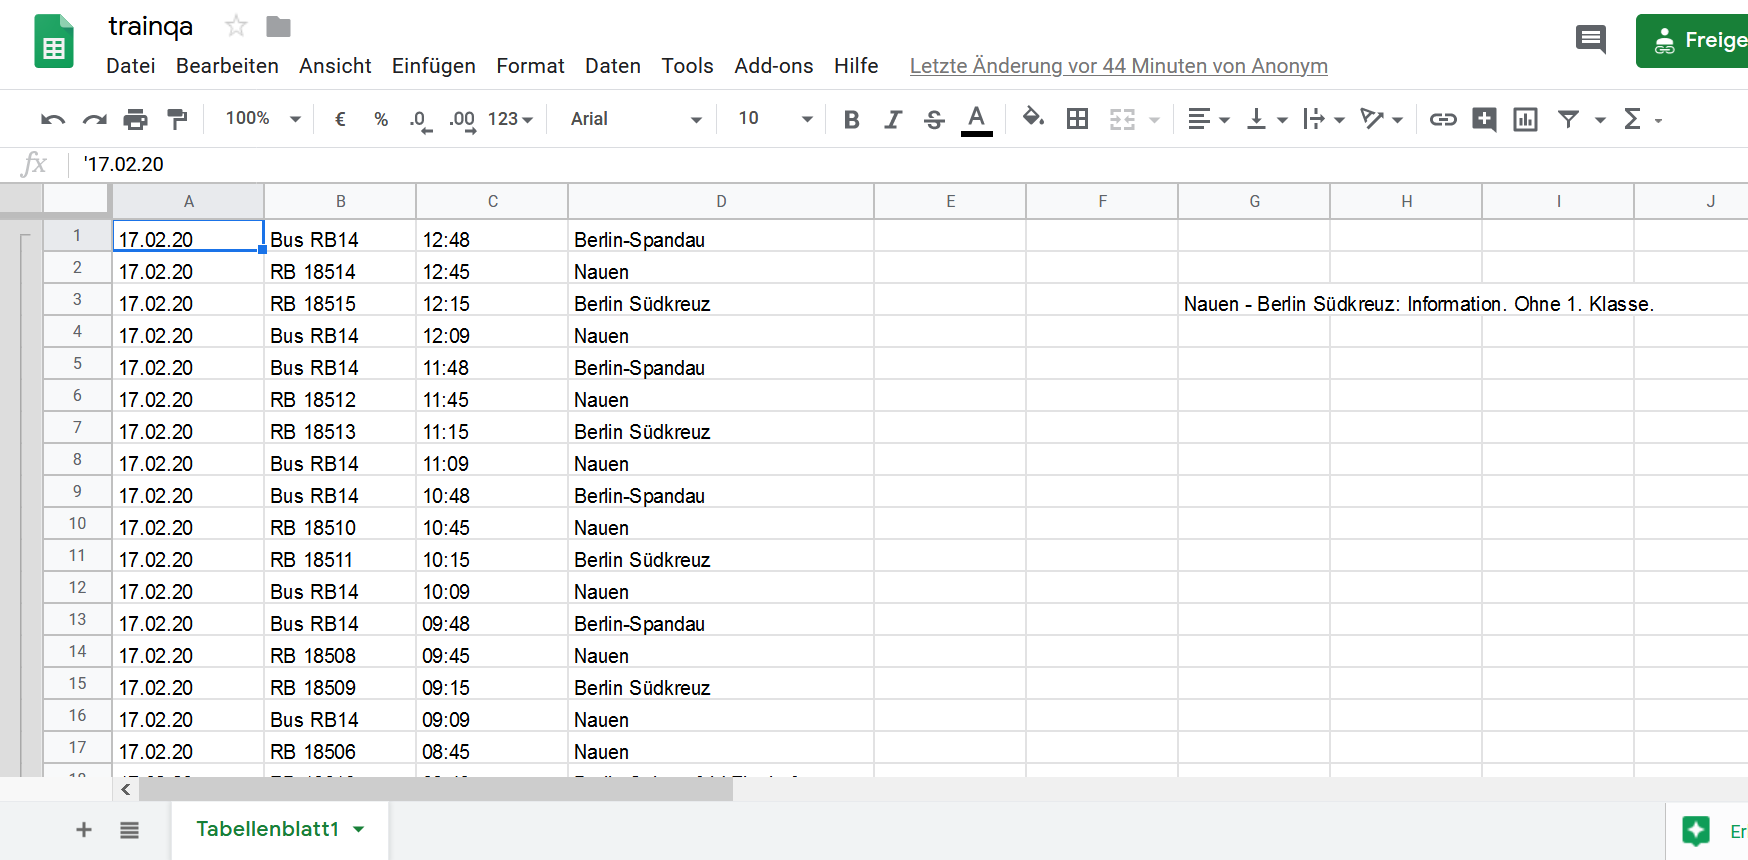 trainqa
Datei Bearbeiten Ansicht Einfügen Format Daten Tools Add-ons Hilfe Letzte Änderung vor 44 Minuten von Anonym
Freige
100% € % .0 .00 123 Arial 10 B I S A Σ
fx '17.02.20
A B C D E F G H I J
1 17.02.20 Bus RB14 12:48 Berlin-Spandau
2 17.02.20 RB 18514 12:45 Nauen
3 17.02.20 RB 18515 12:15 Berlin Südkreuz Nauen - Berlin Südkreuz: Information. Ohne 1. Klasse.
4 17.02.20 Bus RB14 12:09 Nauen
5 17.02.20 Bus RB14 11:48 Berlin-Spandau
6 17.02.20 RB 18512 11:45 Nauen
7 17.02.20 RB 18513 11:15 Berlin Südkreuz
8 17.02.20 Bus RB14 11:09 Nauen
9 17.02.20 Bus RB14 10:48 Berlin-Spandau
10 17.02.20 RB 18510 10:45 Nauen
11 17.02.20 RB 18511 10:15 Berlin Südkreuz
12 17.02.20 Bus RB14 10:09 Nauen
13 17.02.20 Bus RB14 09:48 Berlin-Spandau
14 17.02.20 RB 18508 09:45 Nauen
15 17.02.20 RB 18509 09:15 Berlin Südkreuz
16 17.02.20 Bus RB14 09:09 Nauen
17 17.02.20 RB 18506 08:45 Nauen
Tabellenblatt1
Er